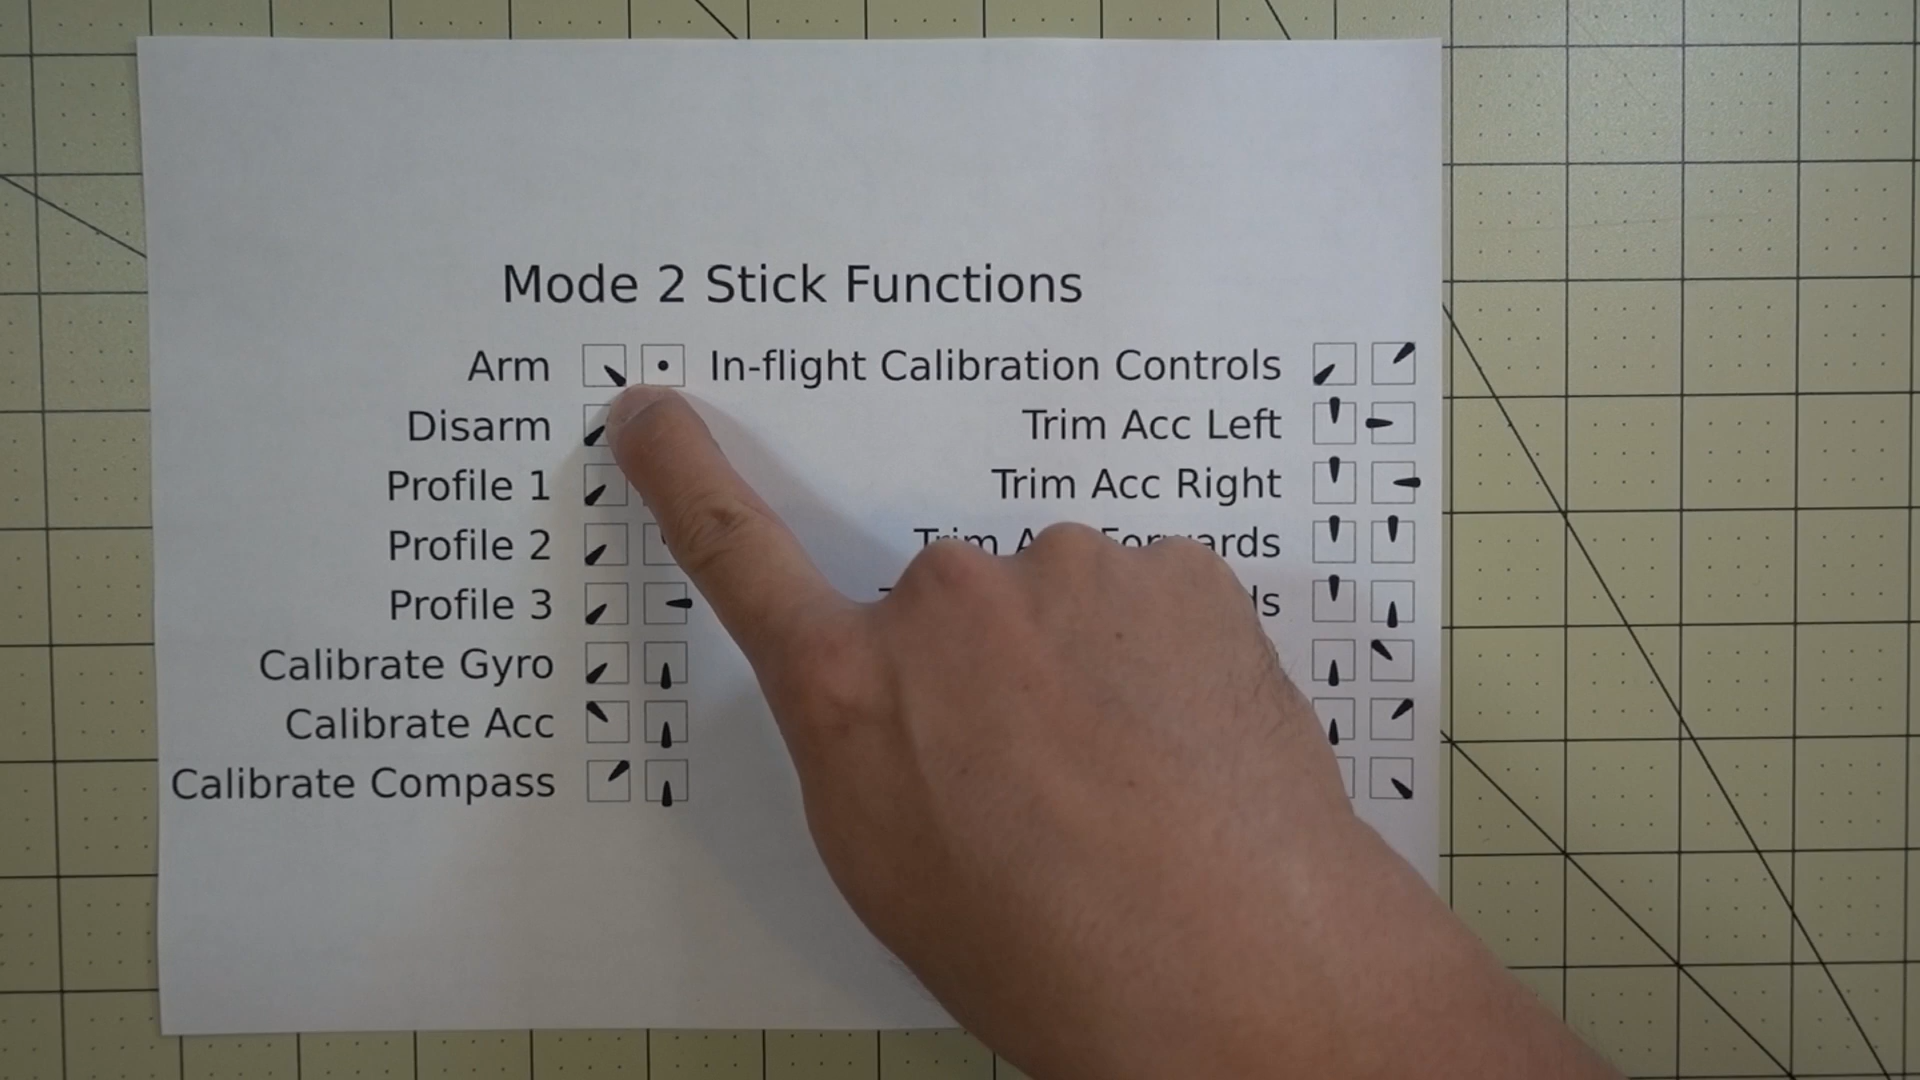 Mode 2 Stick Functions
Arm
Disarm
Profile 1
Profile 2
Profile 3
Calibrate Gyro
Calibrate Acc
Calibrate Compass
In-flight Calibration Controls
Trim Acc Left
Trim Acc Right
Trim